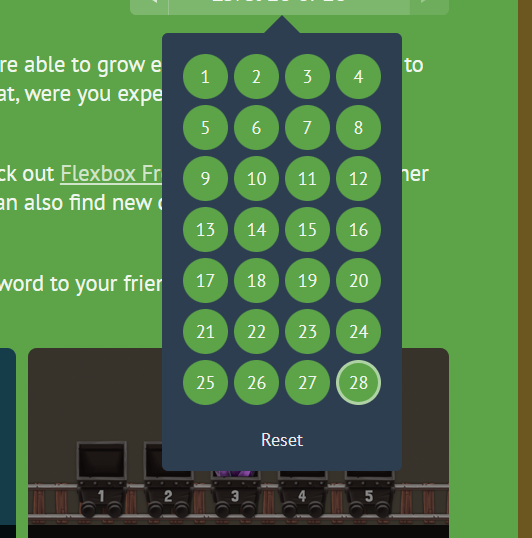 re able to grow e to
at, were you expe
1 2 3 4
5 6 7 8
ck out Flexbox Fr ner
9 10 11 12
an also find new
13 14 15 16
word to your frien
17 18 19 20
21 22 23 24
25 26 27 28
Reset
1 2 3 4 5